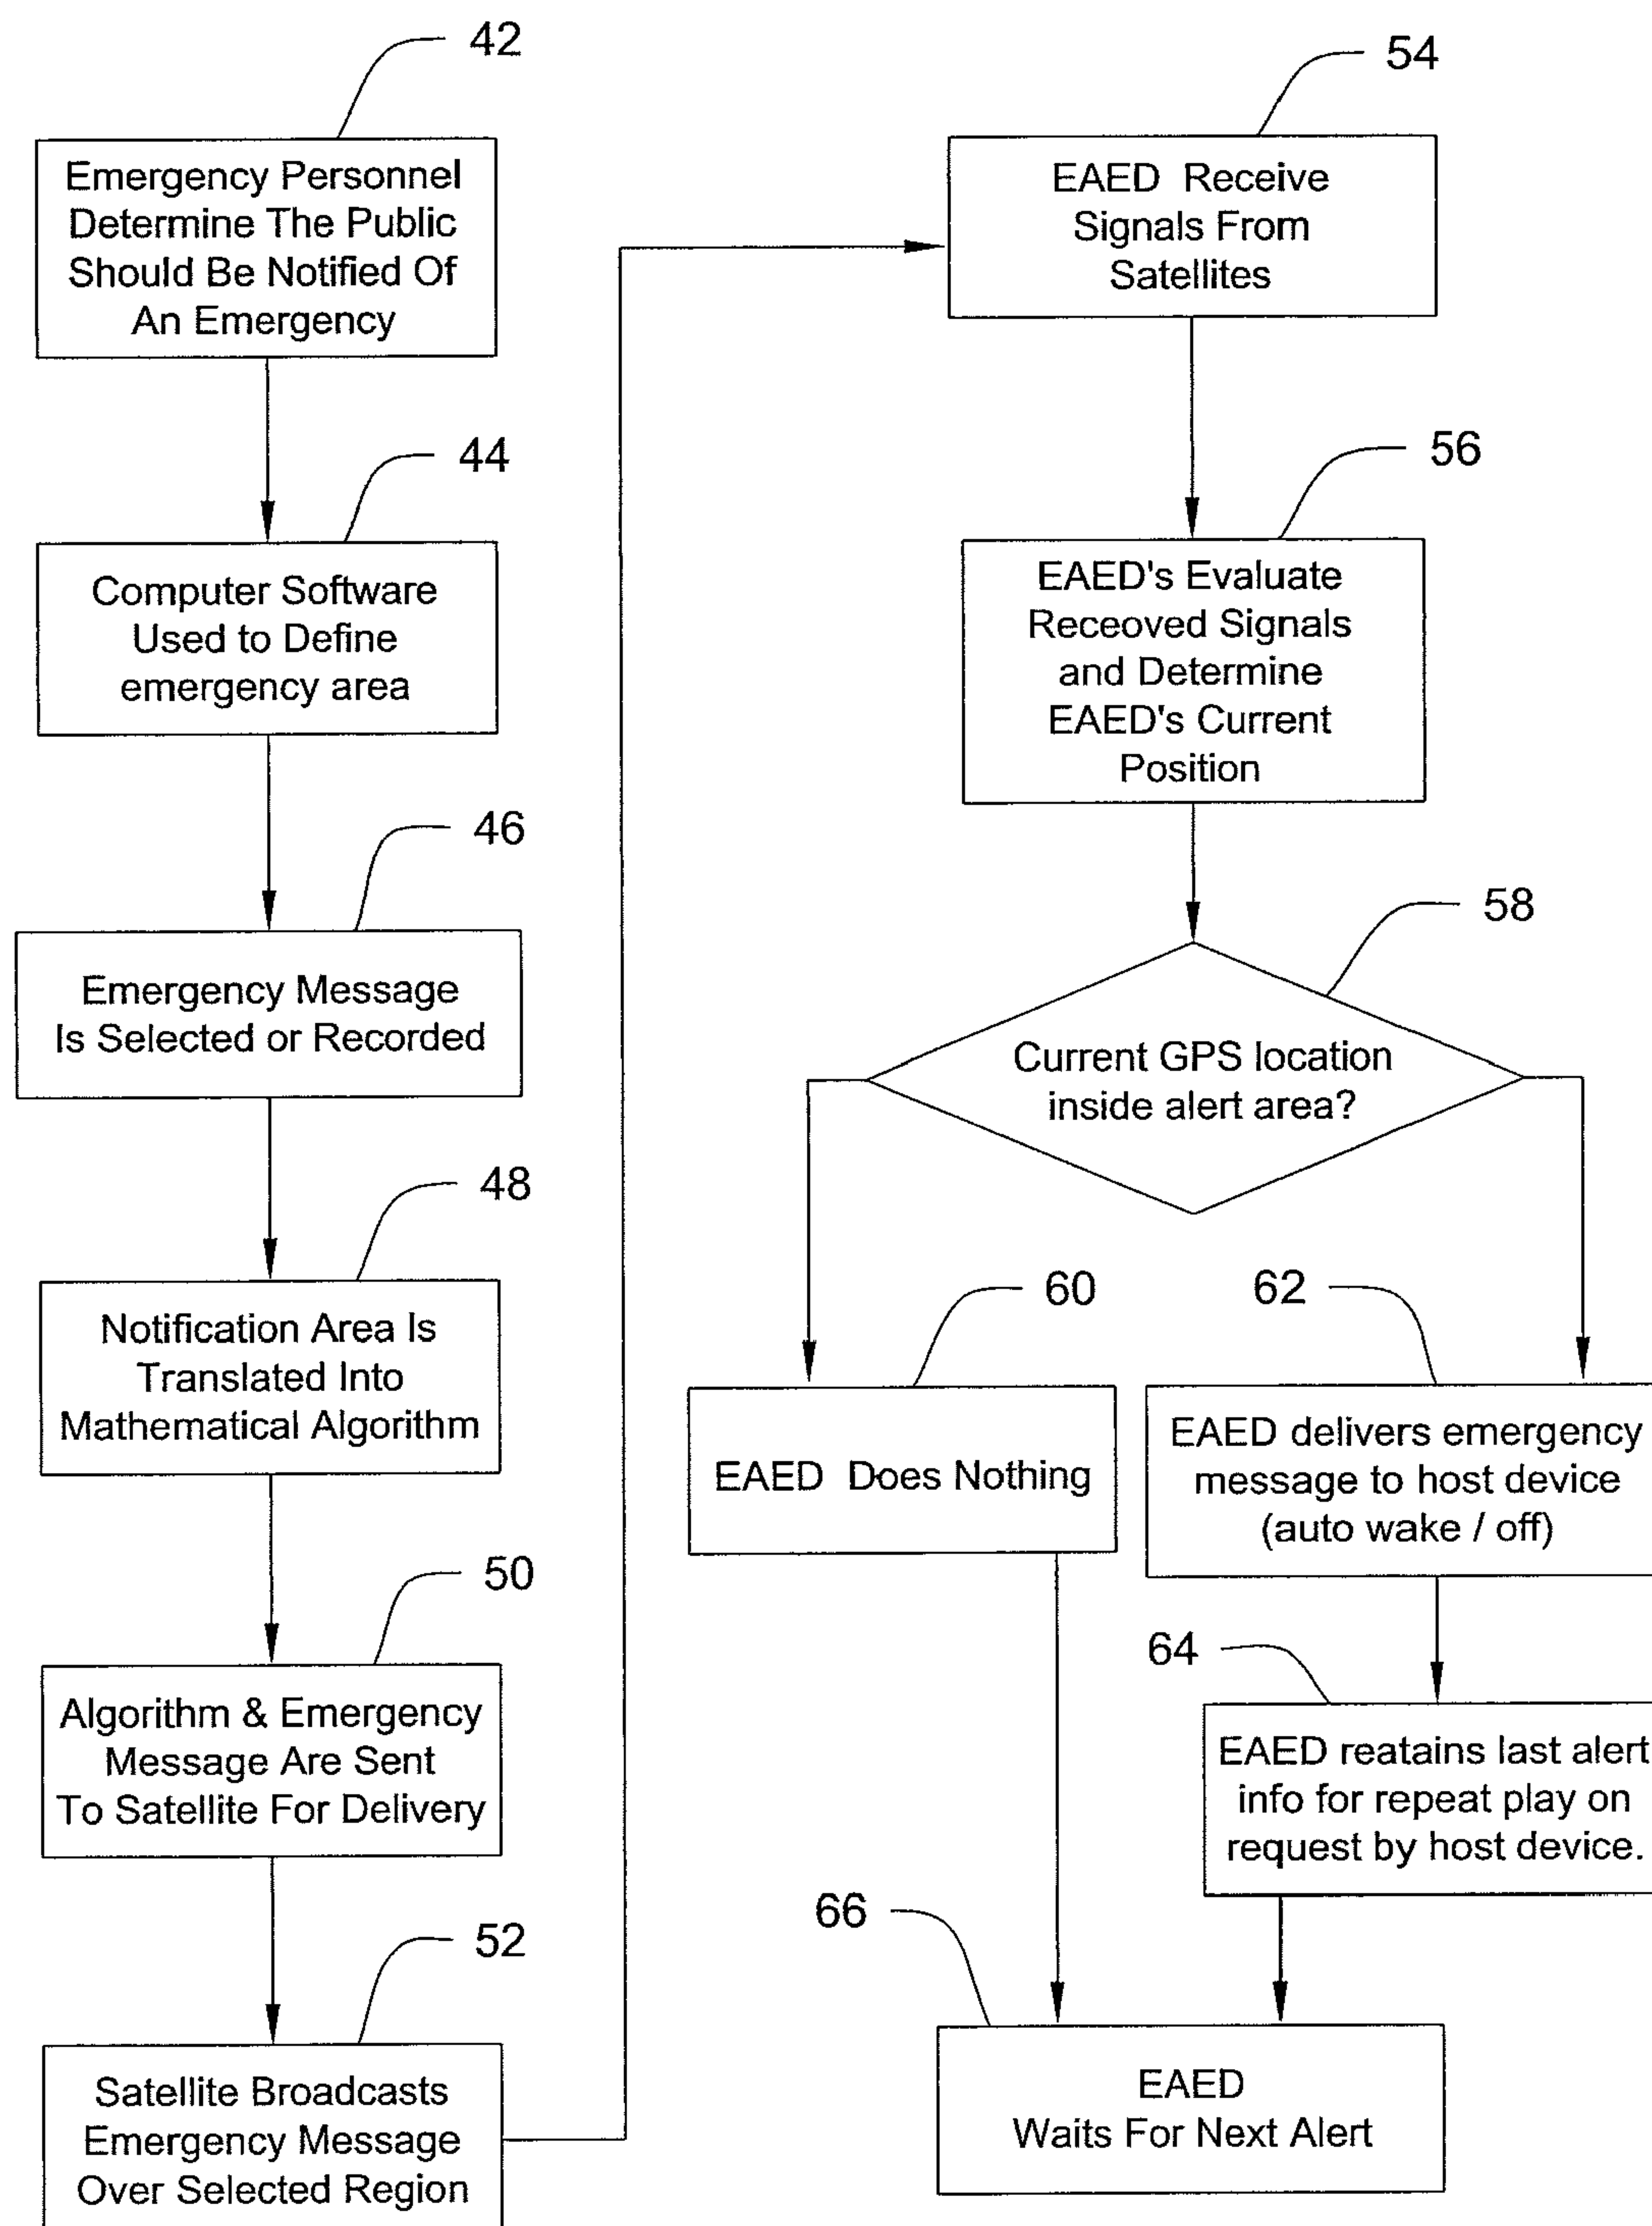 42
Emergency Personnel
Determine The Public
Should Be Notified Of
An Emergency
44
Computer Software
Used to Define
emergency area
46
Emergency Message
Is Selected or Recorded
48
Notification Area Is
Translated Into
Mathematical Algorithm
50
Algorithm & Emergency
Message Are Sent
To Satellite For Delivery
52
Satellite Broadcasts
Emergency Message
Over Selected Region
54
EAED Receive
Signals From
Satellites
56
EAED's Evaluate
Receoved Signals
and Determine
EAED's Current
Position
58
Current GPS location
inside alert area?
60
EAED Does Nothing
62
EAED delivers emergency
message to host device
(auto wake / off)
64
EAED reatains last alert
info for repeat play on
request by host device.
66
EAED
Waits For Next Alert